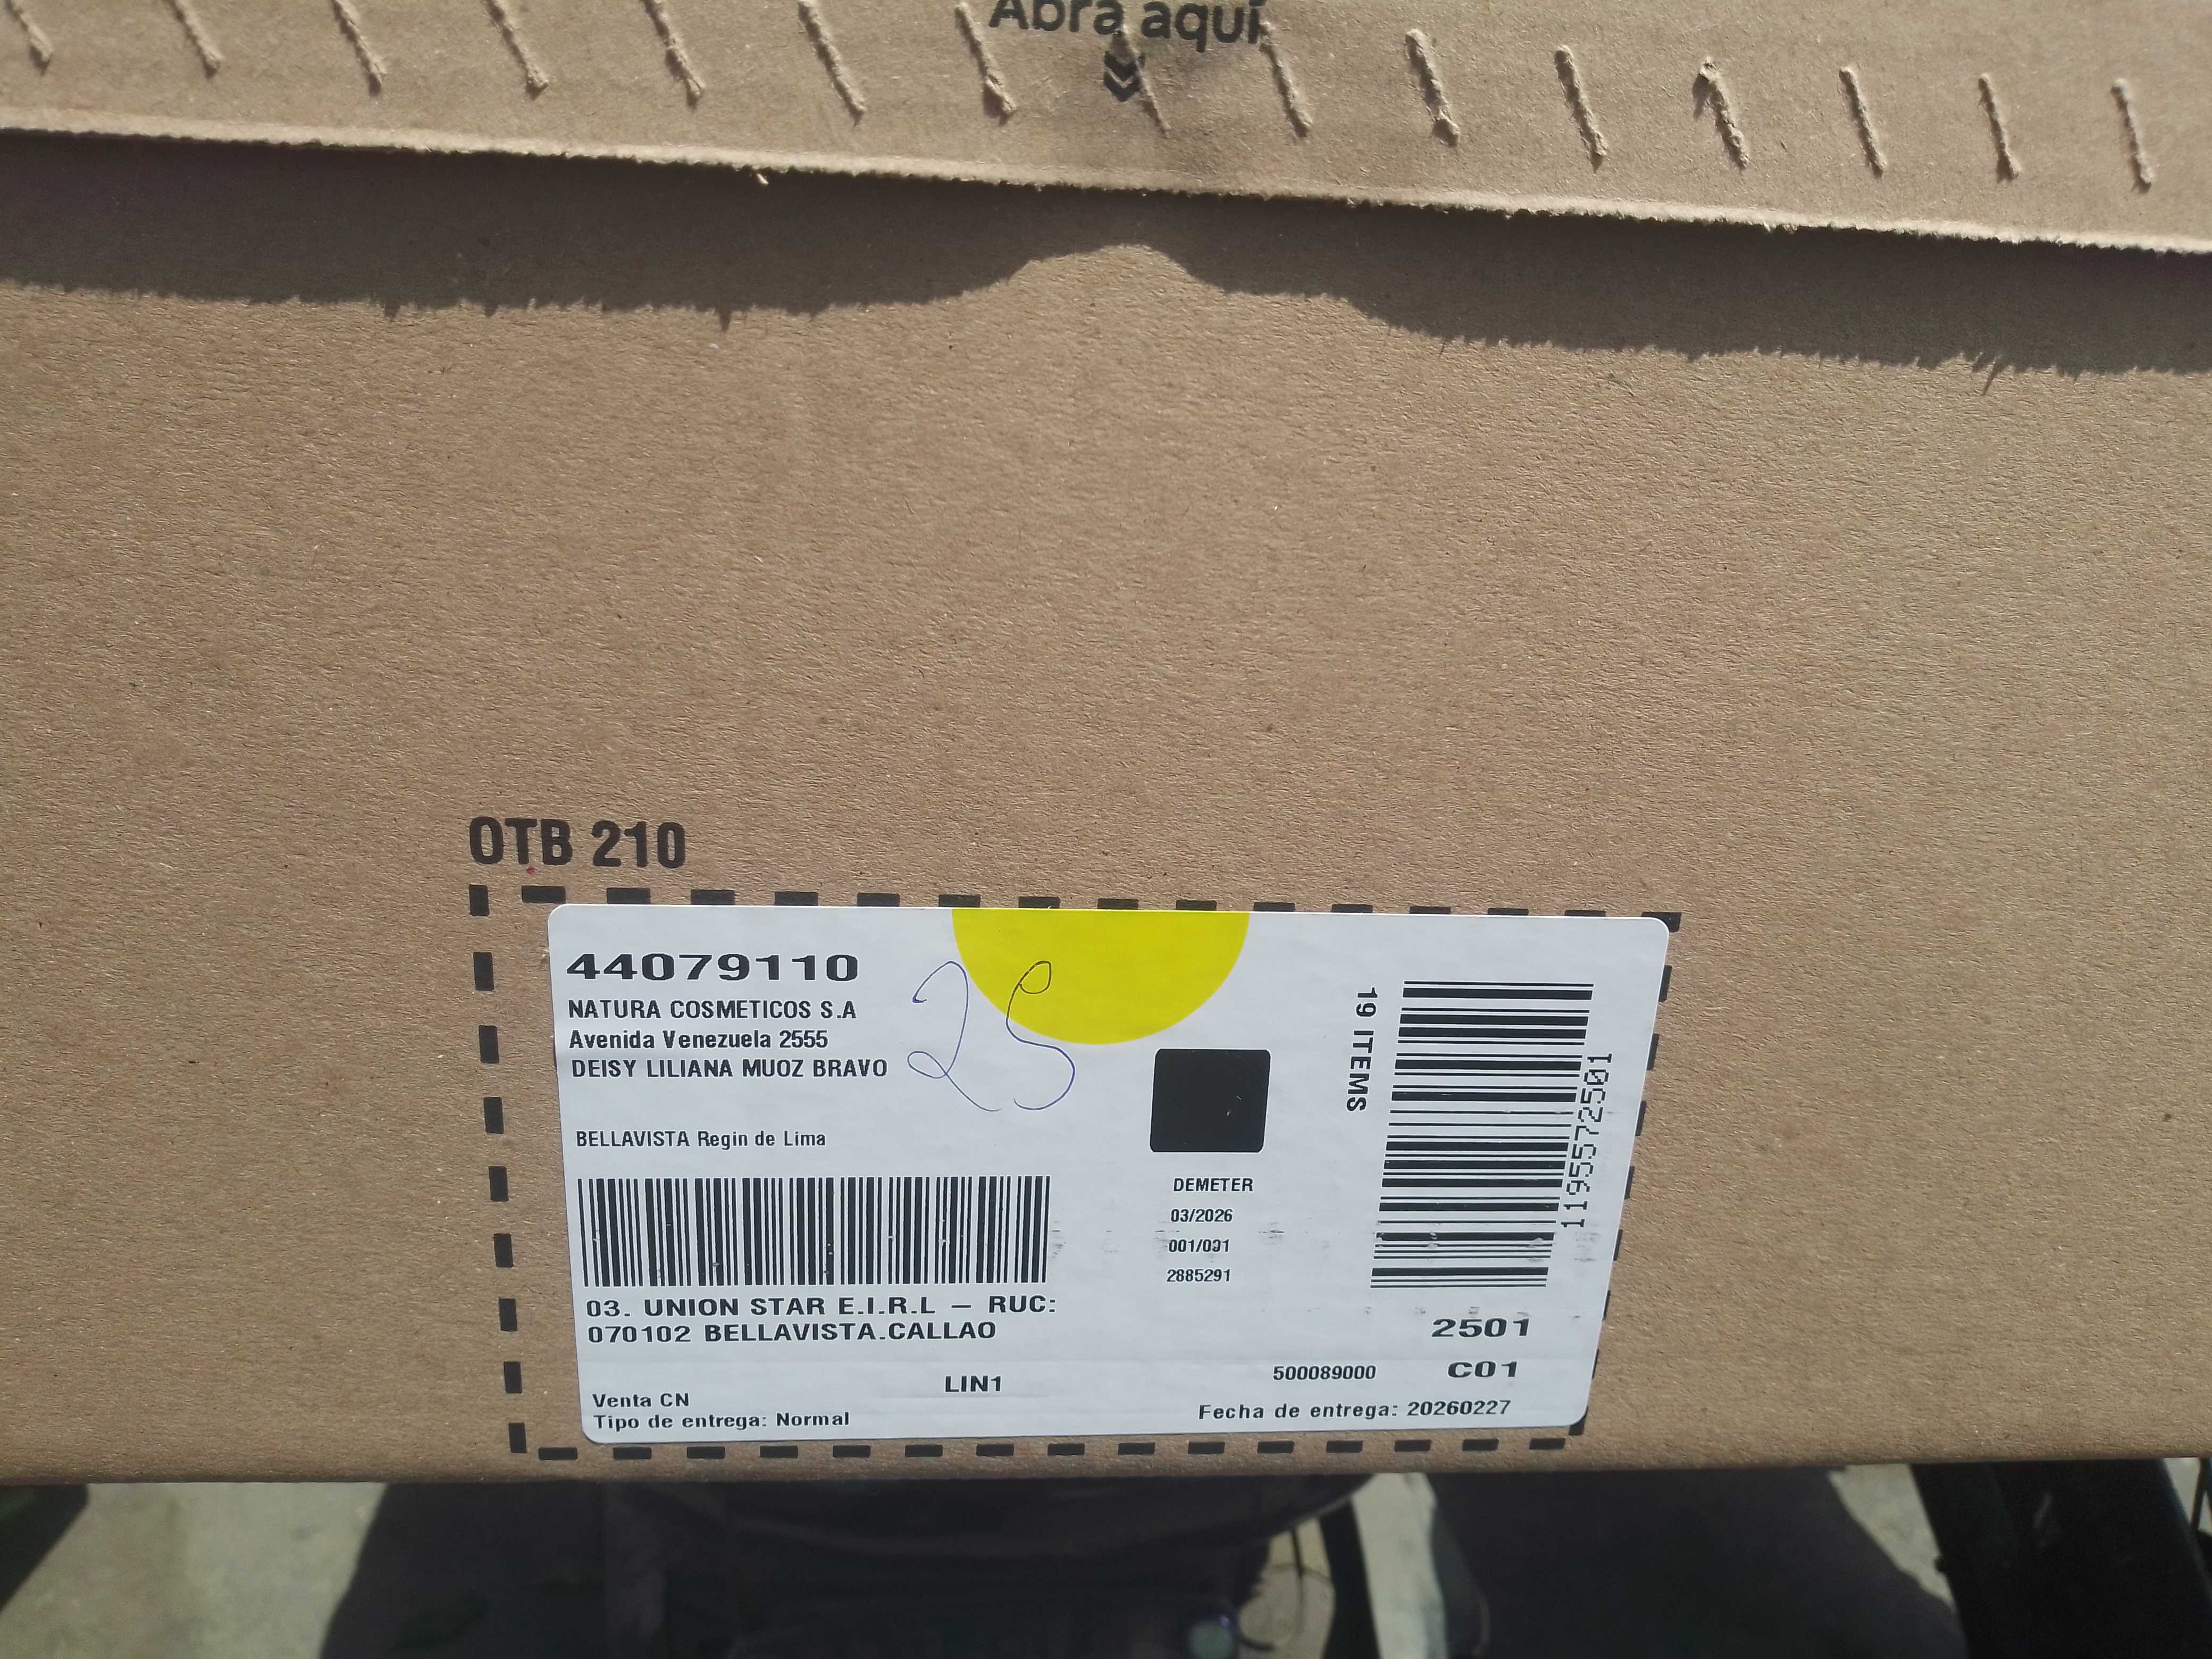 Abra aquí
OTB 210
44079110
NATURA COSMETICOS S.A
Avenida Venezuela 2555
DEISY LILIANA MUOZ BRAVO
25
BELLAVISTA Regin de Lima
19 ITEMS
1195572501
DEMETER
03/2026
001/001
2885291
03. UNION STAR E.I.R.L – RUC:
070102 BELLAVISTA.CALLAO
2501
LIN1
500089000 C01
Venta CN
Tipo de entrega: Normal
Fecha de entrega: 20260227